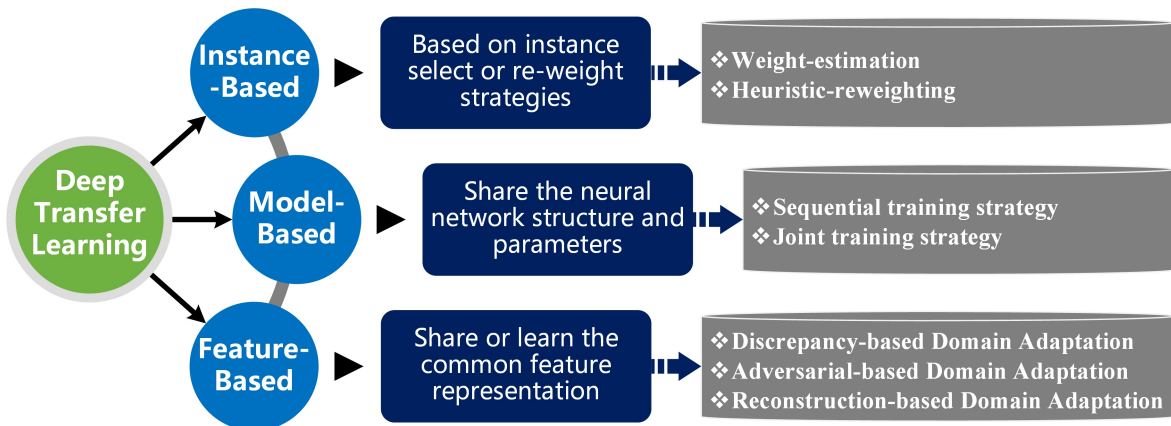 Deep
Transfer
Learning
Instance
-Based
Based on instance
select or re-weight
strategies
❖Weight-estimation
❖Heuristic-reweighting
Model-
Based
Share the neural
network structure and
parameters
❖Sequential training strategy
❖Joint training strategy
Feature-
Based
Share or learn the
common feature
representation
❖Discrepancy-based Domain Adaptation
❖Adversarial-based Domain Adaptation
❖Reconstruction-based Domain Adaptation